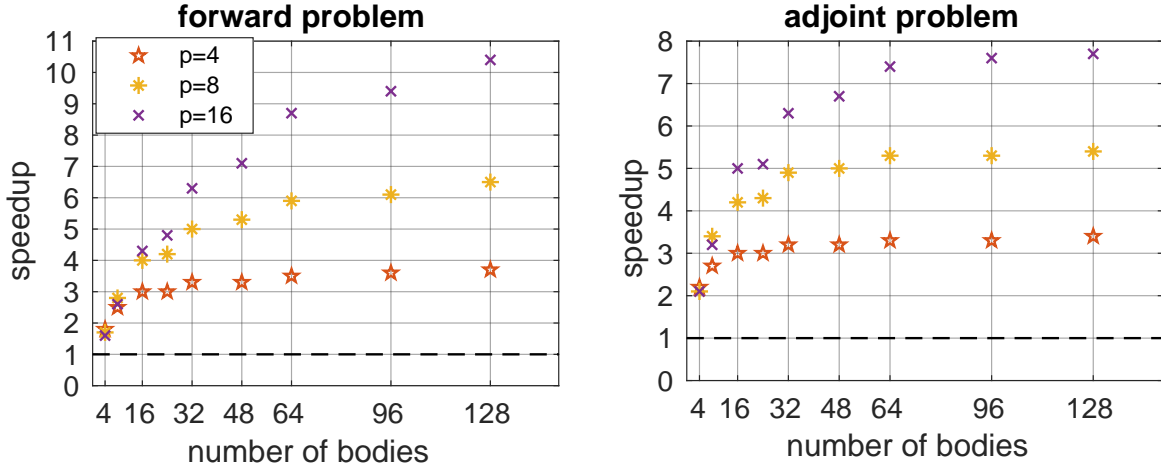 forward problem
11
10
9
8
7
6
5
4
3
2
1
0
speedup
p=4
p=8
p=16
4 16 32 48 64 96 128
number of bodies
adjoint problem
8
7
6
5
4
3
2
1
0
speedup
4 16 32 48 64 96 128
number of bodies